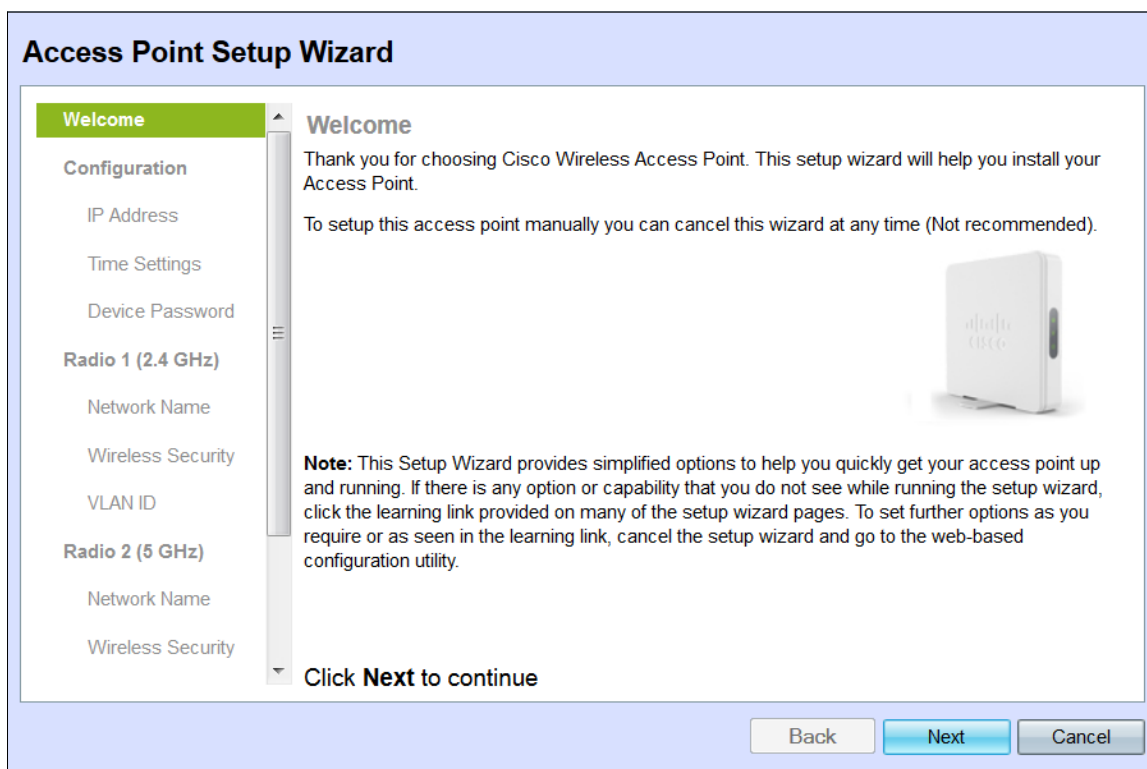 Access Point Setup Wizard
Welcome
Configuration
IP Address
Time Settings
Device Password
Radio 1 (2.4 GHz)
Network Name
Wireless Security
VLAN ID
Radio 2 (5 GHz)
Network Name
Wireless Security
Welcome
Thank you for choosing Cisco Wireless Access Point. This setup wizard will help you install your
Access Point.
To setup this access point manually you can cancel this wizard at any time (Not recommended).
CISCO
Note: This Setup Wizard provides simplified options to help you quickly get your access point up
and running. If there is any option or capability that you do not see while running the setup wizard,
click the learning link provided on many of the setup wizard pages. To set further options as you
require or as seen in the learning link, cancel the setup wizard and go to the web-based
configuration utility.
Click Next to continue
Back
Next
Cancel